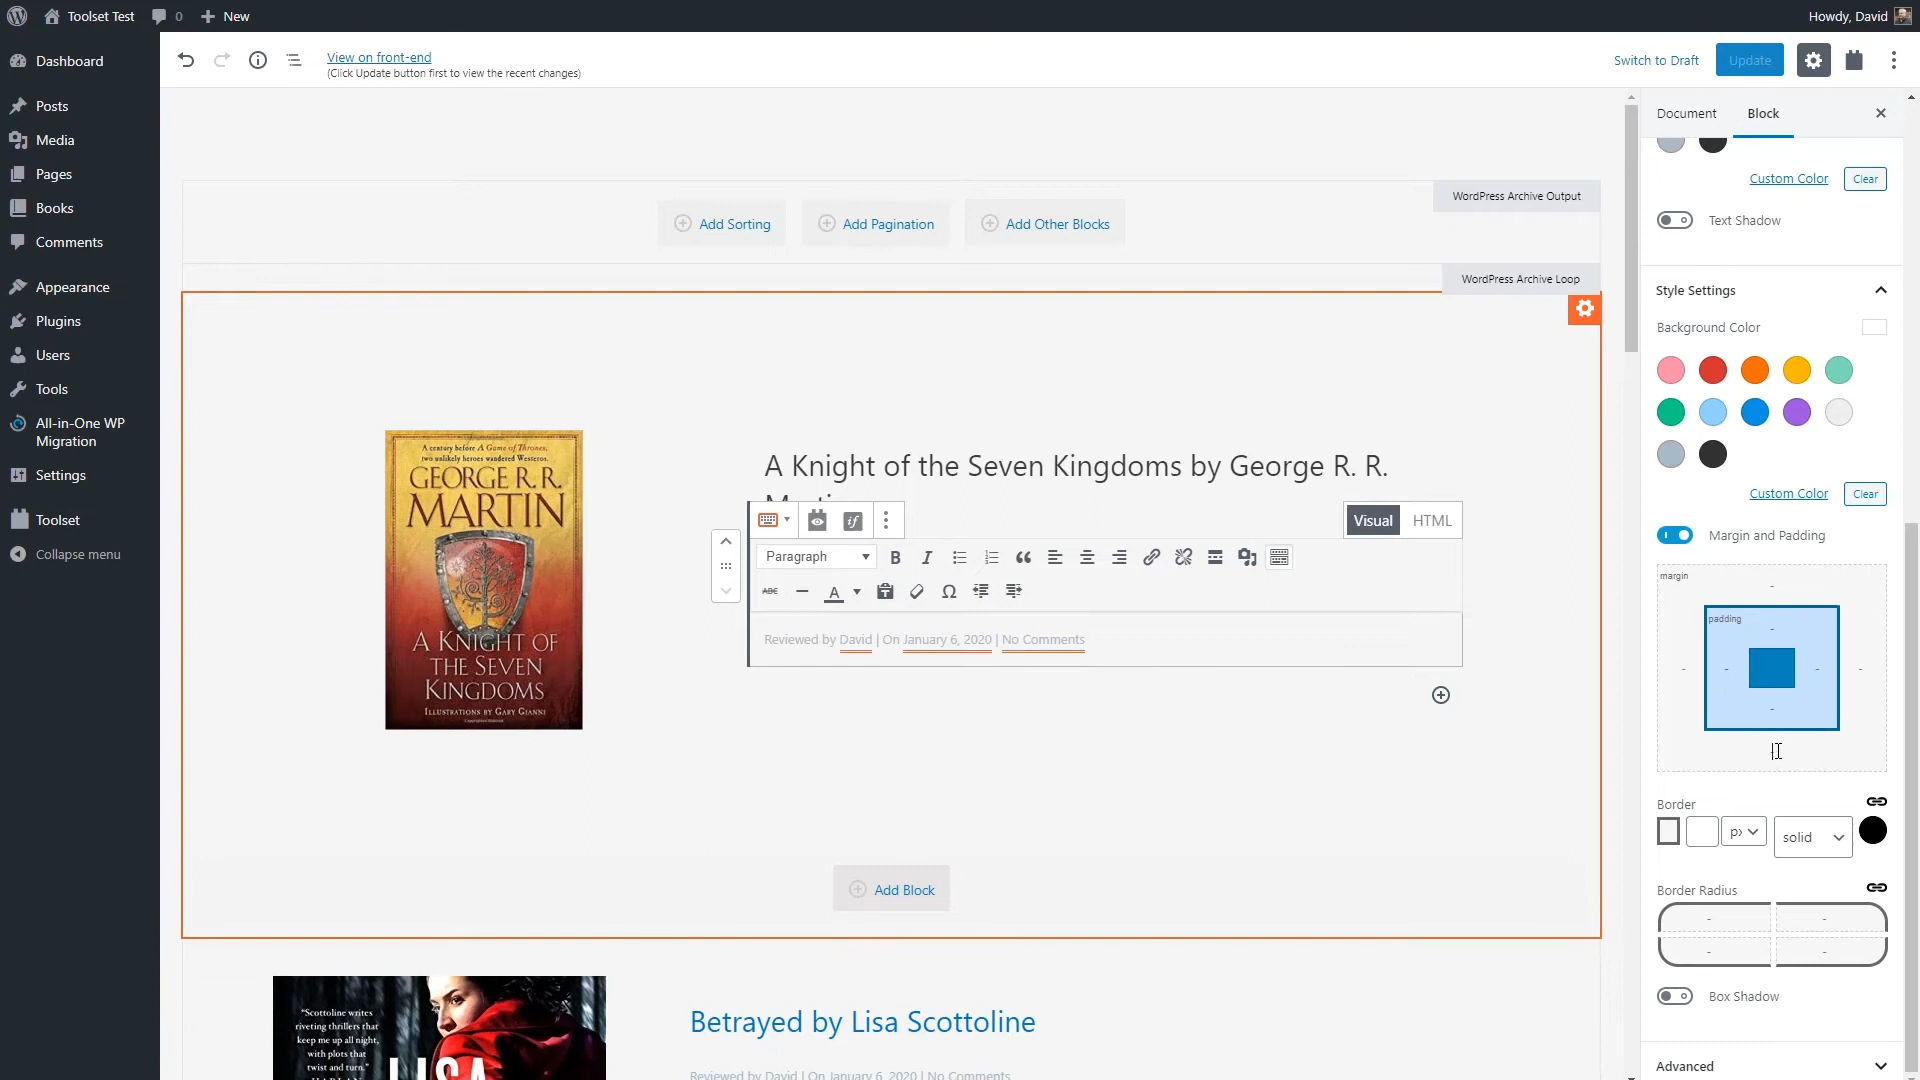 Toolset Test
0
New
Howdy, David
Dashboard
Posts
Media
Pages
Books
Comments
Appearance
Plugins
Users
Tools
All-in-One WP
Migration
Settings
Toolset
Collapse menu
View on front-end
(Click Update button first to view the recent changes)
Switch to Draft
Update
WordPress Archive Output
Add Sorting
Add Pagination
Add Other Blocks
WordPress Archive Loop
A century before A Game of Thrones,
two unlikely heroes wandered Westeros.
GEORGE R. R.
MARTIN
A KNIGHT OF
THE SEVEN
KINGDOMS
ILLUSTRATIONS BY GARY GIANNI
A Knight of the Seven Kingdoms by George R. R.
Martin
if
Visual
HTML
Paragraph
B
I
ABC
A
Ω
Reviewed by David | On January 6, 2020 | No Comments
Add Block
"Scottoline writes
riveting thrillers that
keep me up all night,
with plots that
twist and turn."
LISA
Betrayed by Lisa Scottoline
Reviewed by David | On January 6, 2020 | No Comments
Document
Block
Custom Color
Clear
Text Shadow
Style Settings
Background Color
Custom Color
Clear
Margin and Padding
margin
-
padding
-
- - - -
-
Border
px
solid
Border Radius
- -
- -
Box Shadow
Advanced